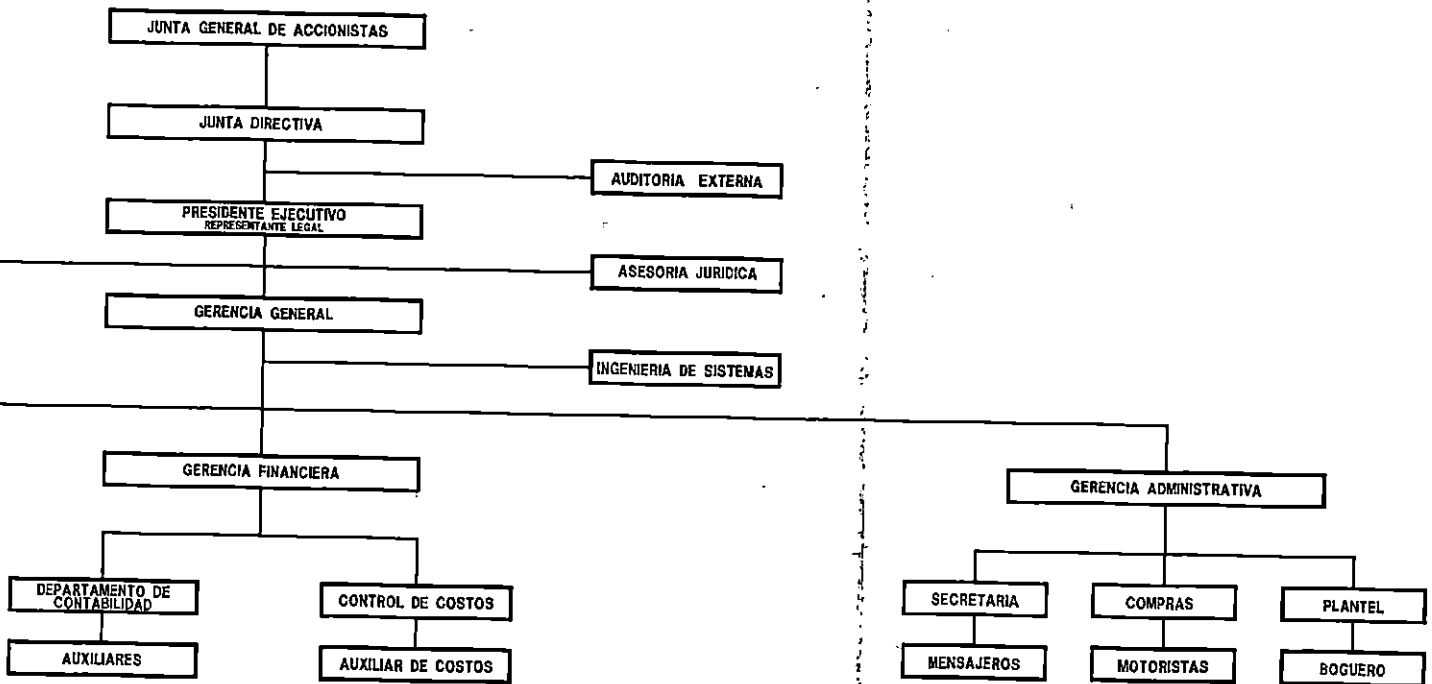 JUNTA GENERAL DE ACCIONISTAS
JUNTA DIRECTIVA
AUDITORIA EXTERNA
PRESIDENTE EJECUTIVO
REPRESENTANTE LEGAL
ASESORIA JURIDICA
GERENCIA GENERAL
INGENIERIA DE SISTEMAS
GERENCIA FINANCIERA
GERENCIA ADMINISTRATIVA
DEPARTAMENTO DE
CONTABILIDAD
CONTROL DE COSTOS
SECRETARIA
COMPRAS
PLANTEL
AUXILIARES
AUXILIAR DE COSTOS
MENSAJEROS
MOTORISTAS
BOGUERO